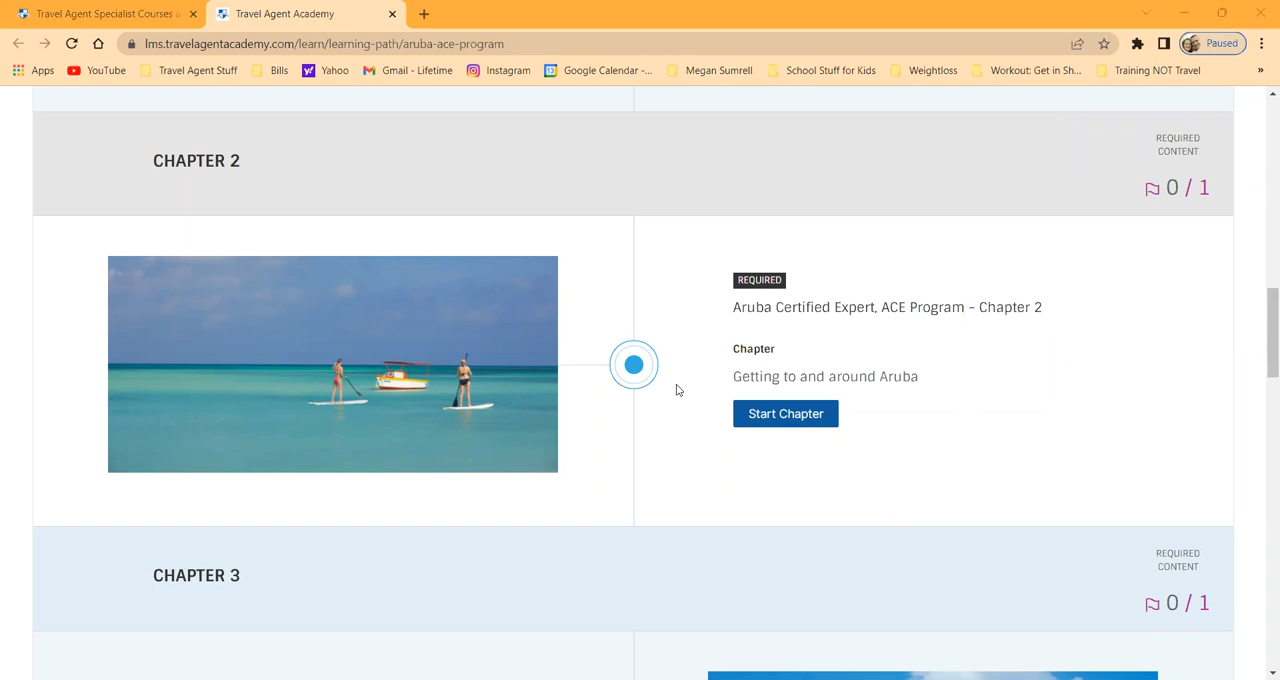 Travel Agent Specialist Courses
Travel Agent Academy
lms.travelagentacademy.com/learn/learning-path/aruba-ace-program
Paused
Apps
YouTube
Travel Agent Stuff
Bills
Yahoo
Gmail - Lifetime
Instagram
Google Calendar -...
Megan Sumrell
School Stuff for Kids
Weightloss
Workout: Get in Sh...
Training NOT Travel
»
CHAPTER 2
REQUIRED
CONTENT
0 / 1
REQUIRED
Aruba Certified Expert, ACE Program - Chapter 2
Chapter
Getting to and around Aruba
Start Chapter
CHAPTER 3
REQUIRED
CONTENT
0 / 1